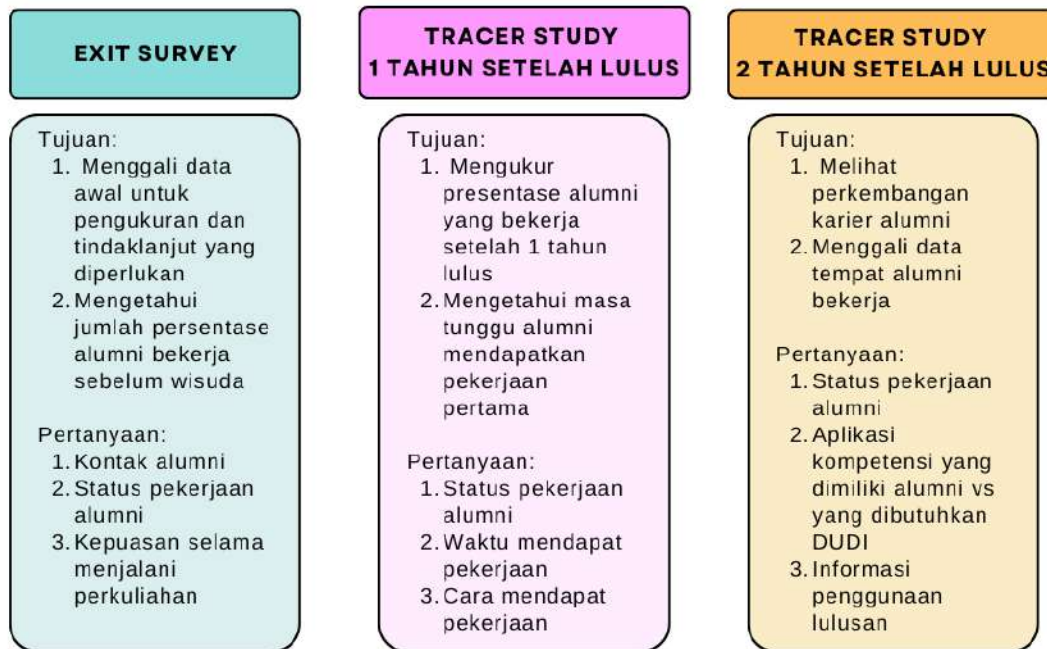 EXIT SURVEY
Tujuan:
1. Menggali data
awal untuk
pengukuran dan
tindaklanjut yang
diperlukan
2. Mengetahui
jumlah persentase
alumni bekerja
sebelum wisuda
Pertanyaan:
1. Kontak alumni
2. Status pekerjaan
alumni
3. Kepuasan selama
menjalani
perkuliahan
TRACER STUDY
1 TAHUN SETELAH LULUS
Tujuan:
1. Mengukur
presentase alumni
yang bekerja
setelah 1 tahun
lulus
2. Mengetahui masa
tunggu alumni
mendapatkan
pekerjaan
pertama
Pertanyaan:
1. Status pekerjaan
alumni
2. Waktu mendapat
pekerjaan
3. Cara mendapat
pekerjaan
TRACER STUDY
2 TAHUN SETELAH LULUS
Tujuan:
1. Melihat
perkembangan
karier alumni
2. Menggali data
tempat alumni
bekerja
Pertanyaan:
1. Status pekerjaan
alumni
2. Aplikasi
kompetensi yang
dimiliki alumni vs
yang dibutuhkan
DUDI
3. Informasi
penggunaan
lulusan